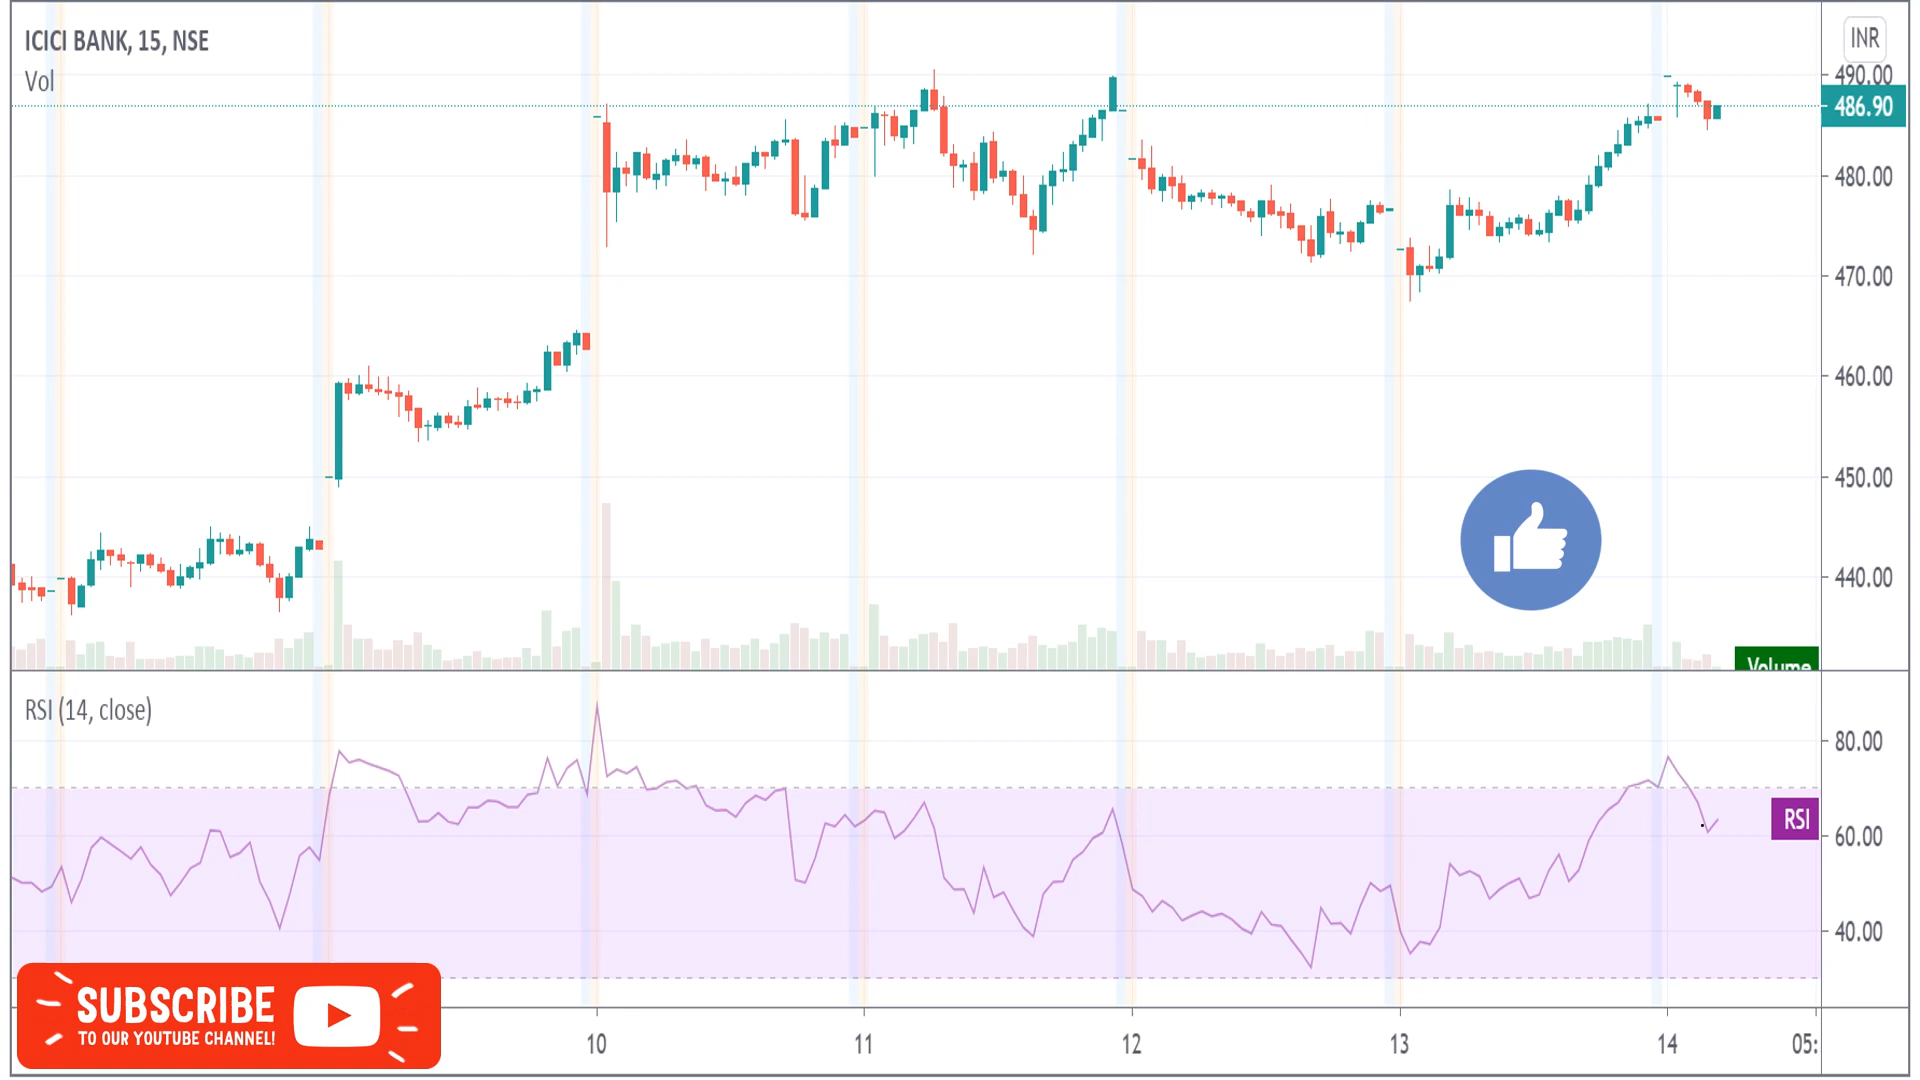 ICICI BANK, 15, NSE
INR
Vol
490.00
486.90
480.00
470.00
460.00
450.00
440.00
Volume
RSI (14, close)
80.00
RSI
60.00
40.00
SUBSCRIBE
TO OUR YOUTUBE CHANNEL!
10
11
12
13
14
05: